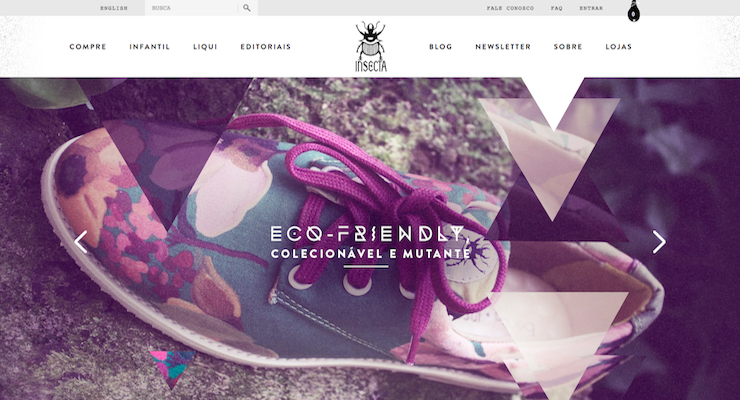 ENGLISH BUSCA FALE CONOSCO FAQ ENTRAR
COMPRE INFANTIL LIQUI EDITORIAIS INSECTA BLOG NEWSLETTER SOBRE LOJAS
ECO-FRIENDLY,
COLECIONÁVEL E MUTANTE